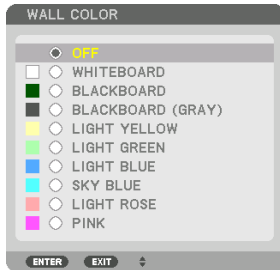 WALL COLOR
OFF
WHITEBOARD
BLACKBOARD
BLACKBOARD (GRAY)
LIGHT YELLOW
LIGHT GREEN
LIGHT BLUE
SKY BLUE
LIGHT ROSE
PINK
ENTER EXIT